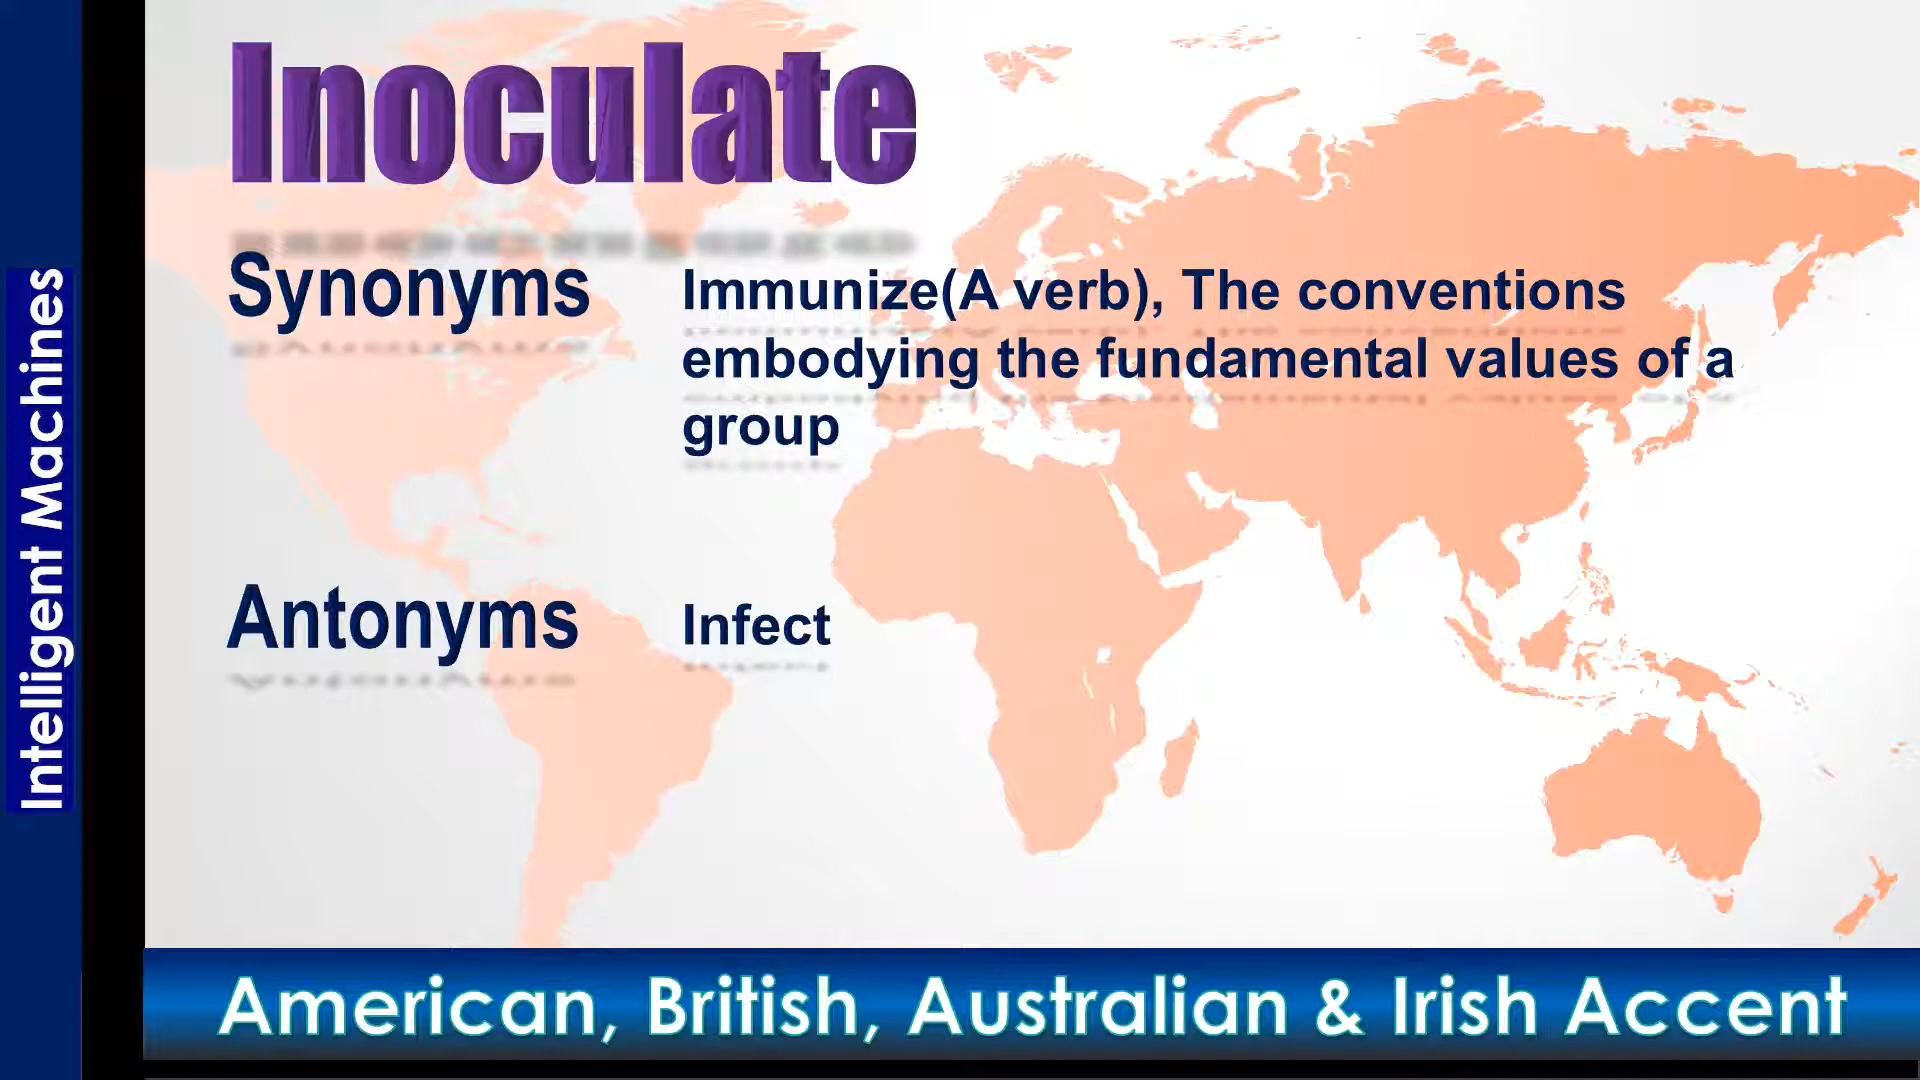 Inoculate
Synonyms
Immunize(A verb), The conventions
embodying the fundamental values of a
group
Antonyms
Infect
Intelligent Machines
American, British, Australian & Irish Accent